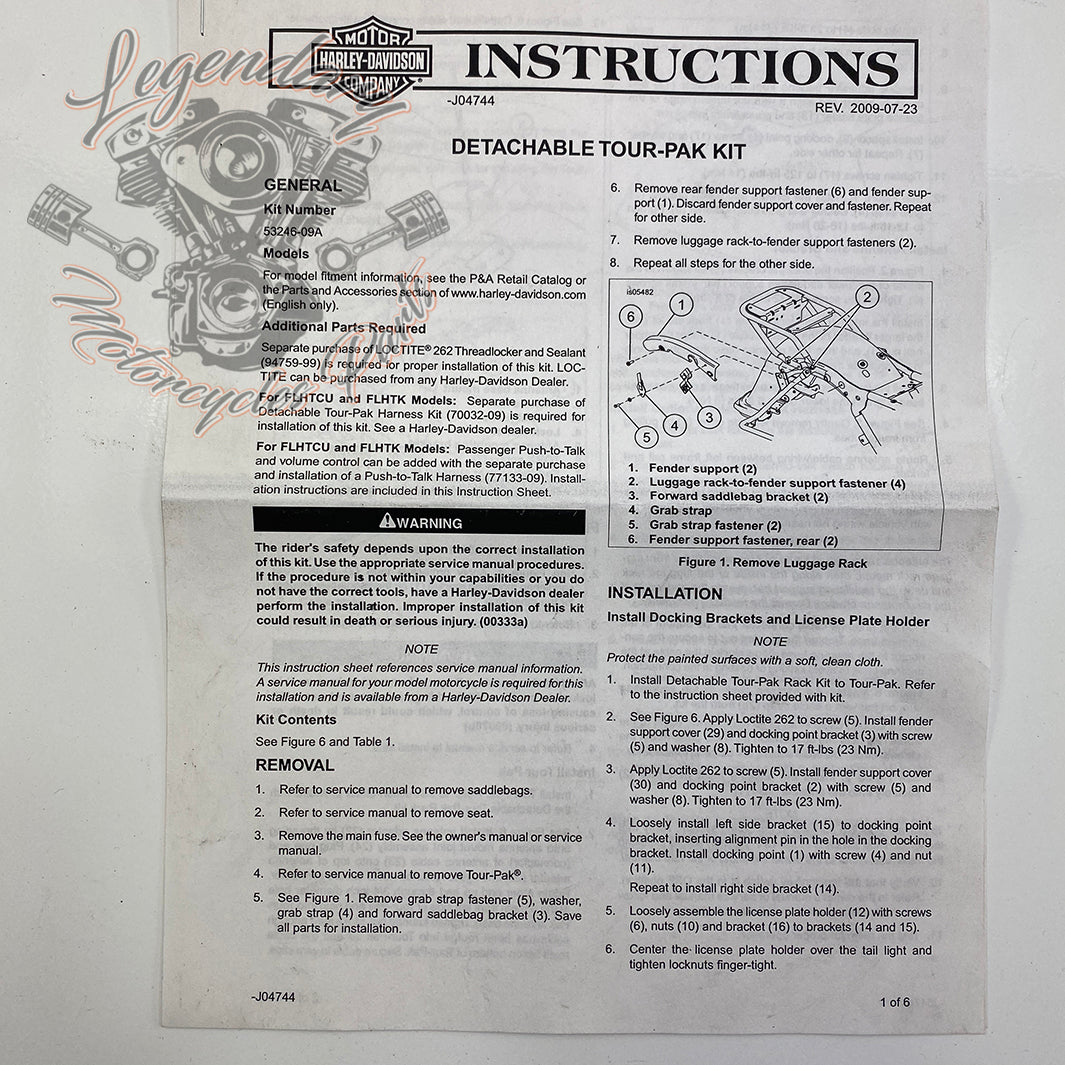 Legendary
Motorcycles Parts
MOTOR
HARLEY-DAVIDSON
COMPANY
INSTRUCTIONS
-J04744
REV. 2009-07-23
DETACHABLE TOUR-PAK KIT
GENERAL
Kit Number
53246-09A
Models
For model fitment information, see the P&A Retail Catalog or
the Parts and Accessories section of www.harley-davidson.com
(English only).
Additional Parts Required
Separate purchase of LOCTITE® 262 Threadlocker and Sealant
(94759-99) is required for proper installation of this kit. LOC-
TITE can be purchased from any Harley-Davidson Dealer.
For FLHTCU and FLHTK Models: Separate purchase of
Detachable Tour-Pak Harness Kit (70032-09) is required for
installation of this kit. See a Harley-Davidson dealer.
For FLHTCU and FLHTK Models: Passenger Push-to-Talk
and volume control can be added with the separate purchase
and installation of a Push-to-Talk Harness (77133-09). Install-
ation instructions are included in this Instruction Sheet.
WARNING
The rider's safety depends upon the correct installation
of this kit. Use the appropriate service manual procedures.
If the procedure is not within your capabilities or you do
not have the correct tools, have a Harley-Davidson dealer
perform the installation. Improper installation of this kit
could result in death or serious injury. (00333a)
NOTE
This instruction sheet references service manual information.
A service manual for your model motorcycle is required for this
installation and is available from a Harley-Davidson Dealer.
Kit Contents
See Figure 6 and Table 1.
REMOVAL
1. Refer to service manual to remove saddlebags.
2. Refer to service manual to remove seat.
3. Remove the main fuse. See the owner's manual or service
manual.
4. Refer to service manual to remove Tour-Pak®.
5. See Figure 1. Remove grab strap fastener (5), washer,
grab strap (4) and forward saddlebag bracket (3). Save
all parts for installation.
6. Remove rear fender support fastener (6) and fender sup-
port (1). Discard fender support cover and fastener. Repeat
for other side.
7. Remove luggage rack-to-fender support fasteners (2).
8. Repeat all steps for the other side.
is05482
1
2
6
3
4
5
1. Fender support (2)
2. Luggage rack-to-fender support fastener (4)
3. Forward saddlebag bracket (2)
4. Grab strap
5. Grab strap fastener (2)
6. Fender support fastener, rear (2)
Figure 1. Remove Luggage Rack
INSTALLATION
Install Docking Brackets and License Plate Holder
NOTE
Protect the painted surfaces with a soft, clean cloth.
1. Install Detachable Tour-Pak Rack Kit to Tour-Pak. Refer
to the instruction sheet provided with kit.
2. See Figure 6. Apply Loctite 262 to screw (5). Install fender
support cover (29) and docking point bracket (3) with screw
(5) and washer (8). Tighten to 17 ft-lbs (23 Nm).
3. Apply Loctite 262 to screw (5). Install fender support cover
(30) and docking point bracket (2) with screw (5) and
washer (8). Tighten to 17 ft-lbs (23 Nm).
4. Loosely install left side bracket (15) to docking point
bracket, inserting alignment pin in the hole in the docking
bracket. Install docking point (1) with screw (4) and nut
(11).
Repeat to install right side bracket (14).
5. Loosely assemble the license plate holder (12) with screws
(6), nuts (10) and bracket (16) to brackets (14 and 15).
6. Center the license plate holder over the tail light and
tighten locknuts finger-tight.
-J04744
1 of 6